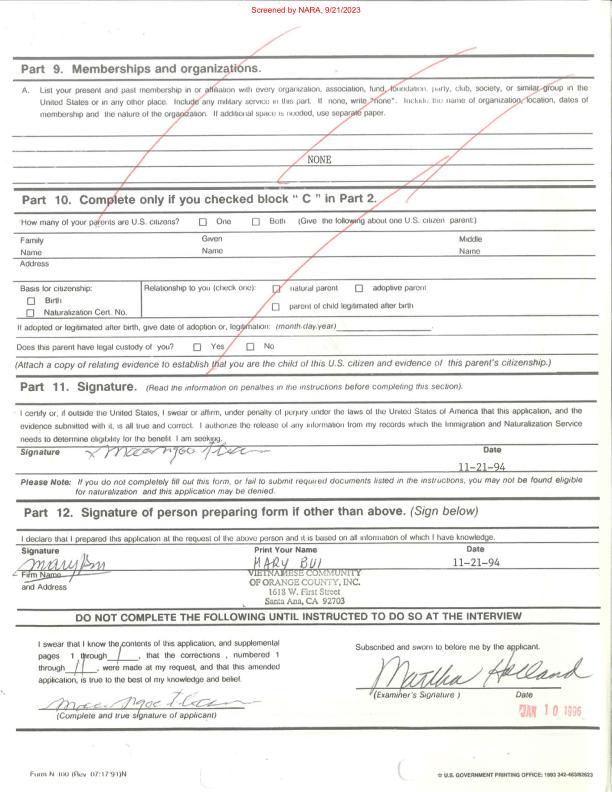 Screened by NARA, 9/21/2023
Part 9. Memberships and organizations.
A. List your present and past membership in or affiliation with every organization, association, fund, foundation, party, club, society, or similar group in the
United States or in any other place. Include any military service in this part. If none, write "none". Include the name of organization, location, dates of
membership and the nature of the organization. If additional space is needed, use separate paper.
NONE
Part 10. Complete only if you checked block " C " in Part 2.
How many of your parents are U.S. citizens? One Both (Give the following about one U.S. citizen parent:)
Family Given Middle
Name Name Name
Address
Basis for citizenship: Relationship to you (check one): natural parent adoptive parent
Birth
parent of child legitimated after birth
Naturalization Cert. No.
If adopted or legitimated after birth, give date of adoption or, legitimation: (month-day-year)
Does this parent have legal custody of you? Yes No
(Attach a copy of relating evidence to establish that you are the child of this U.S. citizen and evidence of this parent's citizenship.)
Part 11. Signature. (Read the information on penalties in the instructions before completing this section).
I certify or, if outside the United States, I swear or affirm, under penalty of perjury under the laws of the United States of America that this application, and the
evidence submitted with it, is all true and correct. I authorize the release of any information from my records which the Immigration and Naturalization Service
needs to determine eligibility for the benefit I am seeking.
Signature Date
11-21-94
Please Note: If you do not completely fill out this form, or fail to submit required documents listed in the instructions, you may not be found eligible
for naturalization and this application may be denied.
Part 12. Signature of person preparing form if other than above. (Sign below)
I declare that I prepared this application at the request of the above person and it is based on all information of which I have knowledge.
Signature Print Your Name Date
Mary Bui MARY BUI 11-21-94
Firm Name
and Address
VIETNAMESE COMMUNITY
OF ORANGE COUNTY, INC.
1618 W. First Street
Santa Ana, CA 92703
DO NOT COMPLETE THE FOLLOWING UNTIL INSTRUCTED TO DO SO AT THE INTERVIEW
I swear that I know the contents of this application, and supplemental
pages 1 through 1, that the corrections , numbered 1
through 11, were made at my request, and that this amended
application, is true to the best of my knowledge and belief.
(Complete and true signature of applicant)
Subscribed and sworn to before me by the applicant.
Martha Holland
(Examiner's Signature ) Date
JAN 10 1996
Form N-400 (Rev. 07/17/91)N
U.S. GOVERNMENT PRINTING OFFICE: 1993 342-463/82623